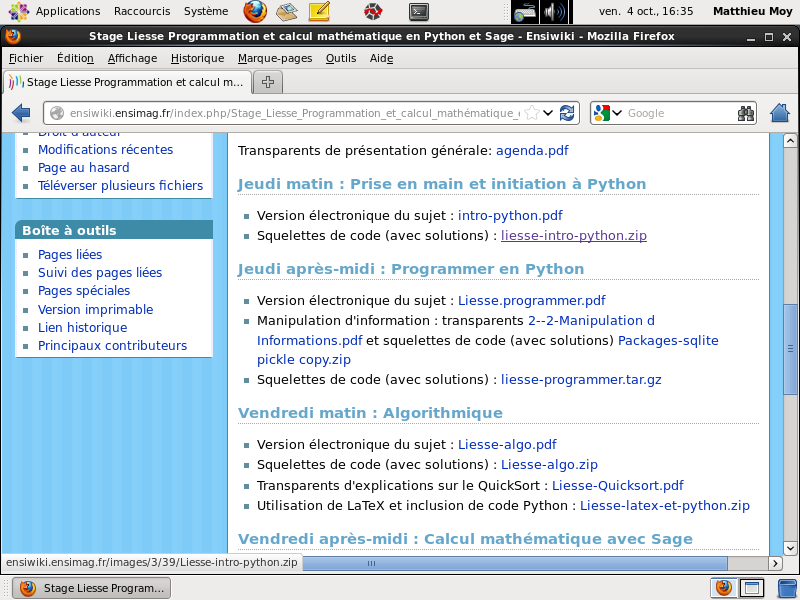 Applications Raccourcis Système ven. 4 oct., 16:35 Matthieu Moy
Stage Liesse Programmation et calcul mathématique en Python et Sage - Ensiwiki - Mozilla Firefox
Fichier Édition Affichage Historique Marque-pages Outils Aide
Stage Liesse Programmation et calcul m...
ensiwiki.ensimag.fr/index.php/Stage_Liesse_Programmation_et_calcul_mathématique_ Google
Droit d'auteur
Modifications récentes
Page au hasard
Téléverser plusieurs fichiers
Boîte à outils
Pages liées
Suivi des pages liées
Pages spéciales
Version imprimable
Lien historique
Principaux contributeurs
Transparents de présentation générale: agenda.pdf
Jeudi matin : Prise en main et initiation à Python
Version électronique du sujet : intro-python.pdf
Squelettes de code (avec solutions) : liesse-intro-python.zip
Jeudi après-midi : Programmer en Python
Version électronique du sujet : Liesse.programmer.pdf
Manipulation d'information : transparents 2--2-Manipulation d
Informations.pdf et squelettes de code (avec solutions) Packages-sqlite
pickle copy.zip
Squelettes de code (avec solutions) : liesse-programmer.tar.gz
Vendredi matin : Algorithmique
Version électronique du sujet : Liesse-algo.pdf
Squelettes de code (avec solutions) : Liesse-algo.zip
Transparents d'explications sur le QuickSort : Liesse-Quicksort.pdf
Utilisation de LaTeX et inclusion de code Python : Liesse-latex-et-python.zip
Vendredi après-midi : Calcul mathématique avec Sage
ensiwiki.ensimag.fr/images/3/39/Liesse-intro-python.zip
Stage Liesse Program...